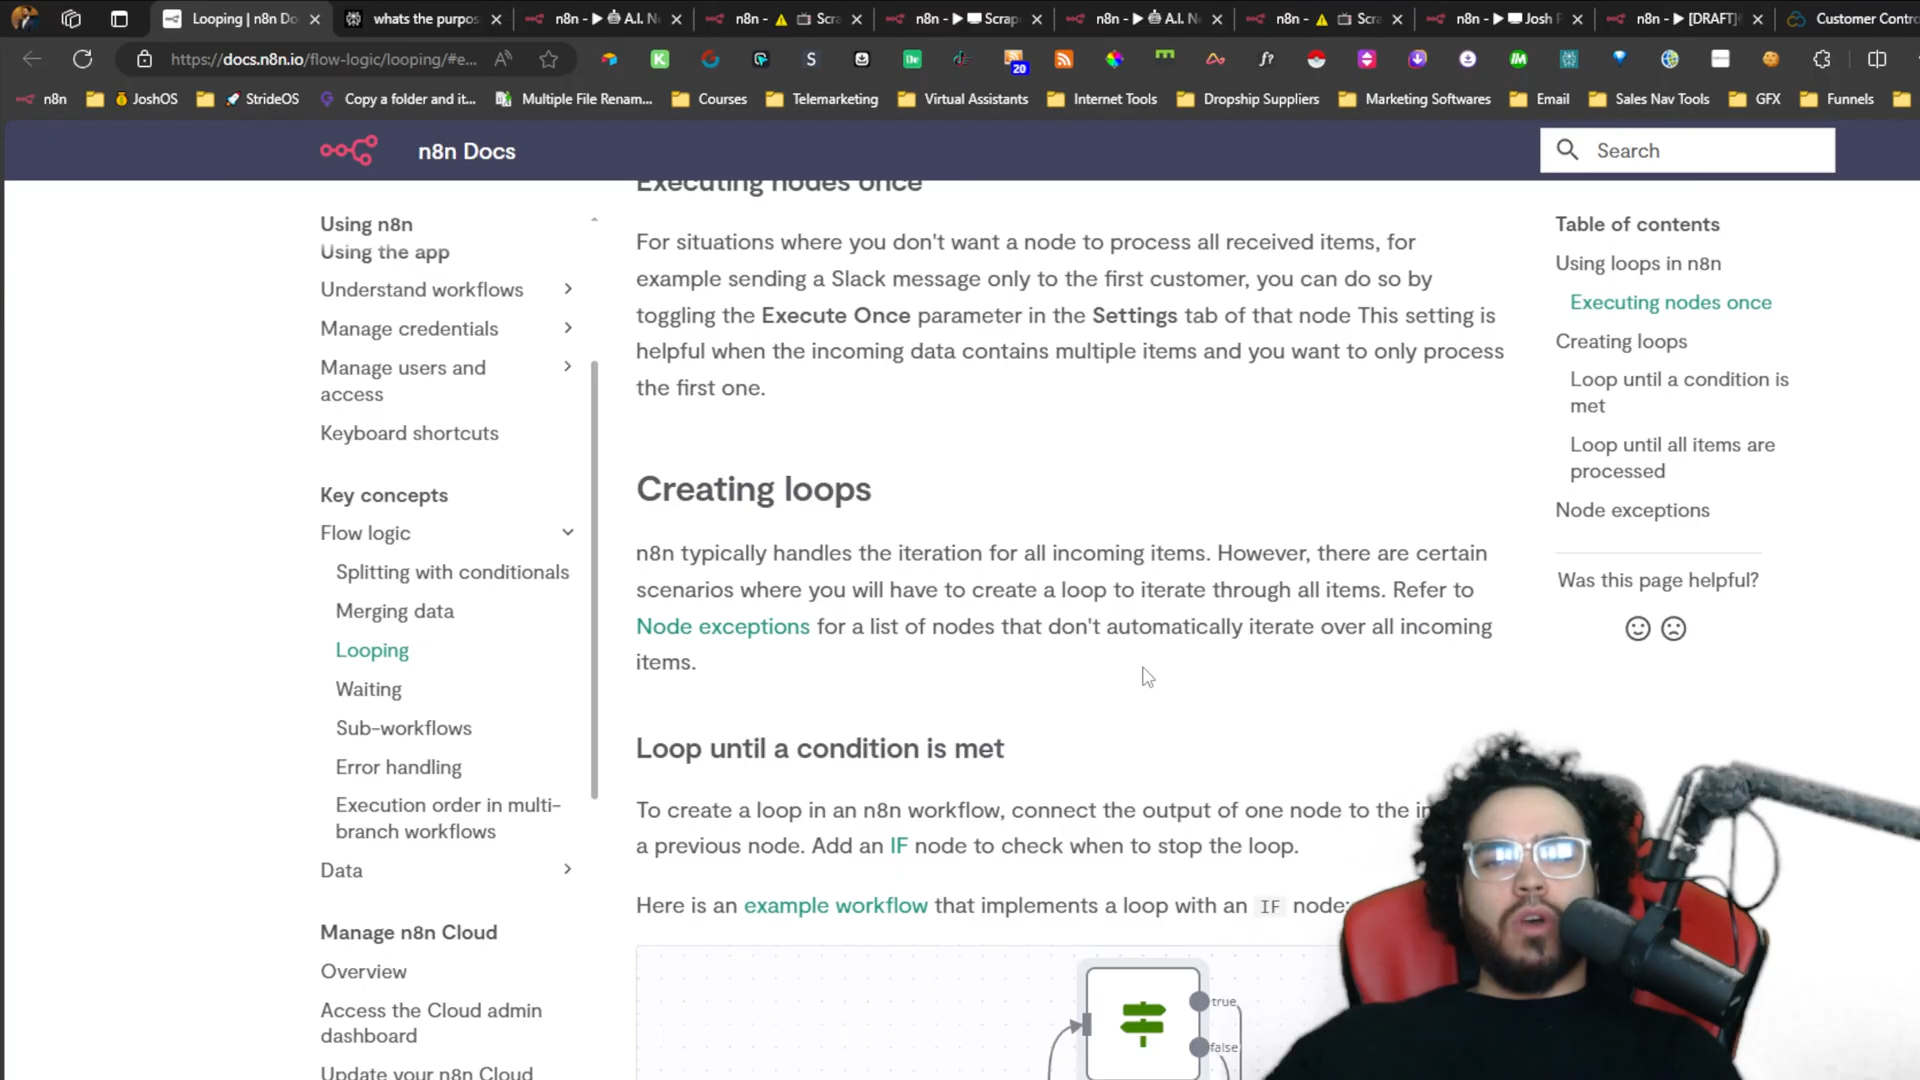 Looping | n8n Do
whats the purpos
n8n - ▶ A.I. N
n8n - Scra
n8n - ▶ Scrap
n8n - ▶ A.I. N
n8n - Scra
n8n - ▶ Josh P
n8n - ▶ [DRAFT]
Customer Contro
https://docs.n8n.io/flow-logic/looping/#e...
20
n8n
JoshOS
StrideOS
Copy a folder and it...
Multiple File Renam...
Courses
Telemarketing
Virtual Assistants
Internet Tools
Dropship Suppliers
Marketing Softwares
Email
Sales Nav Tools
GFX
Funnels
n8n Docs
Search
Using n8n
Using the app
Understand workflows
Manage credentials
Manage users and
access
Keyboard shortcuts
Key concepts
Flow logic
Splitting with conditionals
Merging data
Looping
Waiting
Sub-workflows
Error handling
Execution order in multi-
branch workflows
Data
Manage n8n Cloud
Overview
Access the Cloud admin
dashboard
Update your n8n Cloud
Executing nodes once
For situations where you don't want a node to process all received items, for
example sending a Slack message only to the first customer, you can do so by
toggling the Execute Once parameter in the Settings tab of that node This setting is
helpful when the incoming data contains multiple items and you want to only process
the first one.
Creating loops
n8n typically handles the iteration for all incoming items. However, there are certain
scenarios where you will have to create a loop to iterate through all items. Refer to
Node exceptions for a list of nodes that don't automatically iterate over all incoming
items.
Loop until a condition is met
To create a loop in an n8n workflow, connect the output of one node to the in
a previous node. Add an IF node to check when to stop the loop.
Here is an example workflow that implements a loop with an IF node:
true
false
Table of contents
Using loops in n8n
Executing nodes once
Creating loops
Loop until a condition is
met
Loop until all items are
processed
Node exceptions
Was this page helpful?